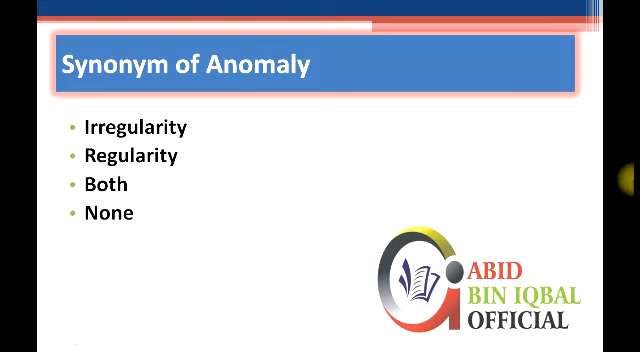 Synonym of Anomaly
• Irregularity
• Regularity
• Both
• None
ABID
BIN IQBAL
OFFICIAL